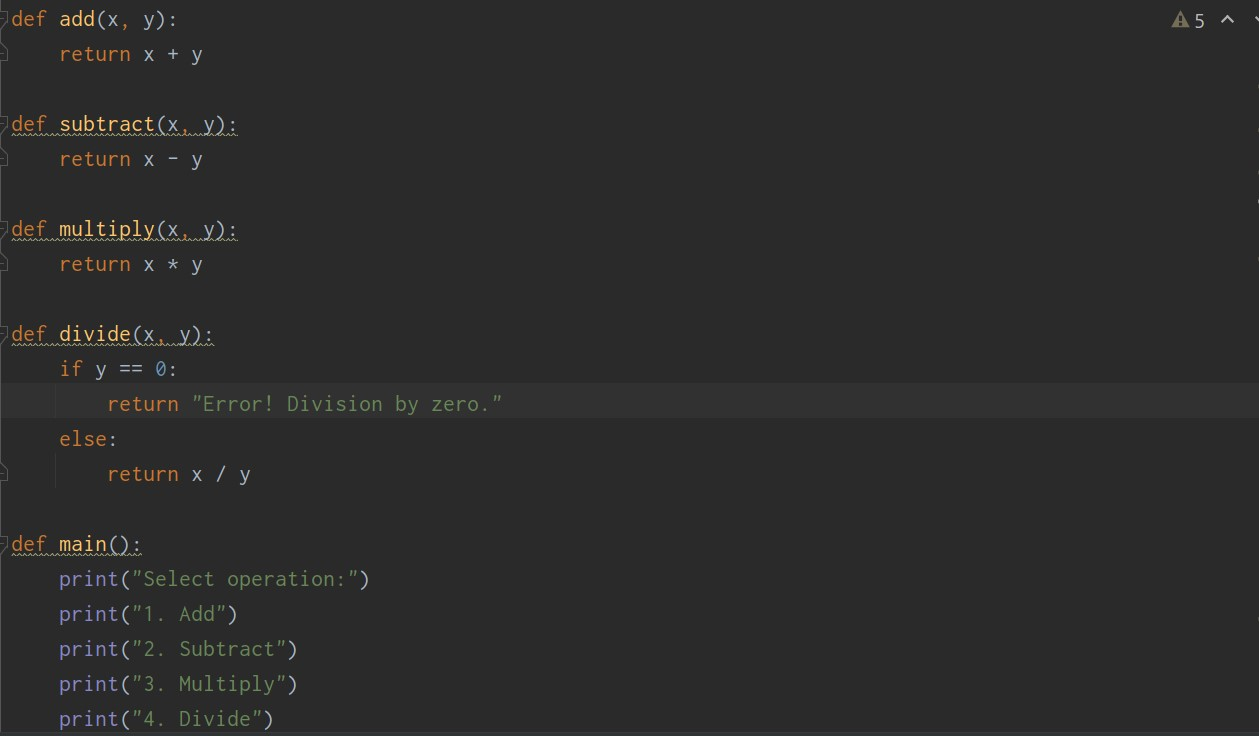 def add(x, y):
    return x + y

def subtract(x, y):
    return x - y

def multiply(x, y):
    return x * y

def divide(x, y):
    if y == 0:
        return "Error! Division by zero."
    else:
        return x / y

def main():
    print("Select operation:")
    print("1. Add")
    print("2. Subtract")
    print("3. Multiply")
    print("4. Divide")
5